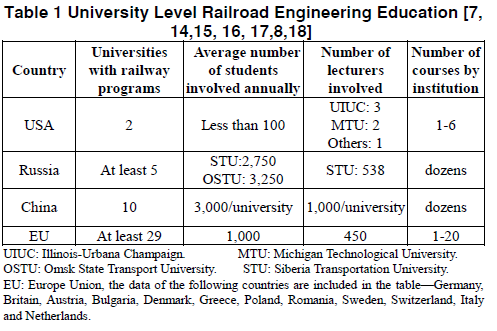 Table 1 University Level Railroad Engineering Education [7,
14,15, 16, 17,8,18]
Country Universities with railway programs Average number of students involved annually Number of lecturers involved Number of courses by institution
USA 2 Less than 100 UIUC: 3 MTU: 2 Others: 1 1-6
Russia At least 5 STU:2,750 OSTU: 3,250 STU: 538 dozens
China 10 3,000/university 1,000/university dozens
EU At least 29 1,000 450 1-20
UIUC: Illinois-Urbana Champaign. MTU: Michigan Technological University.
OSTU: Omsk State Transport University. STU: Siberia Transportation University.
EU: Europe Union, the data of the following countries are included in the table—Germany,
Britain, Austria, Bulgaria, Denmark, Greece, Poland, Romania, Sweden, Switzerland, Italy
and Netherlands.